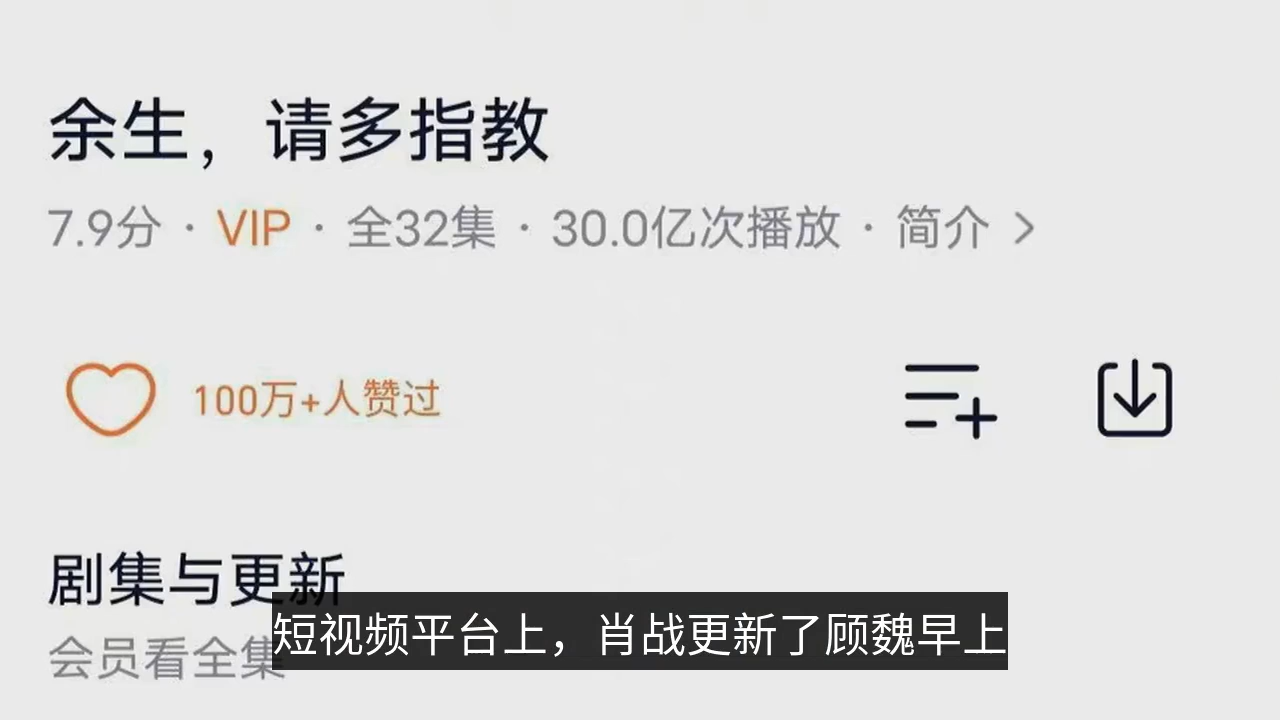 余生，请多指教
7.9分 · VIP · 全32集 · 30.0亿次播放 · 简介 >
100万+人赞过
剧集与更新
会员看全集
短视频平台上，肖战更新了顾魏早上